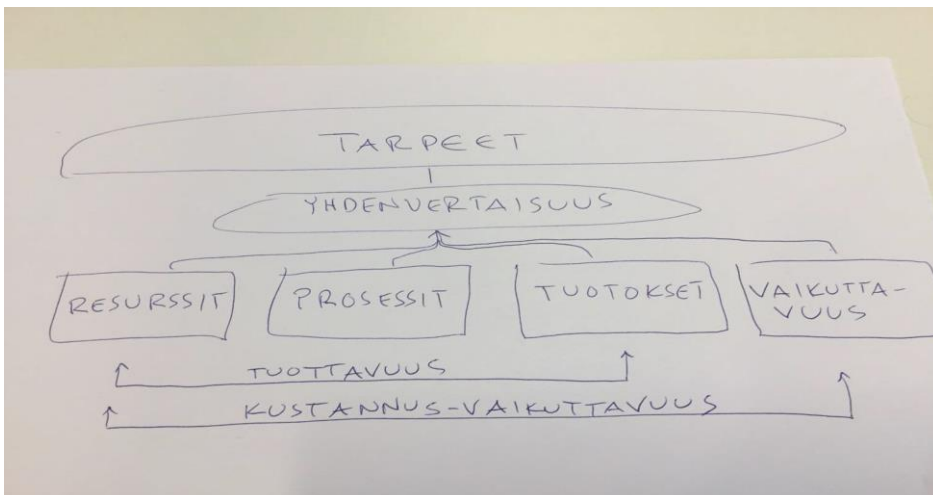 TARPEET
YHDENVERTAISUUS
RESURSSIT
PROSESSIT
TUOTOKSET
VAIKUTTA-
VUUS
TUOTTAVUUS
KUSTANNUS-VAIKUTTAVUUS